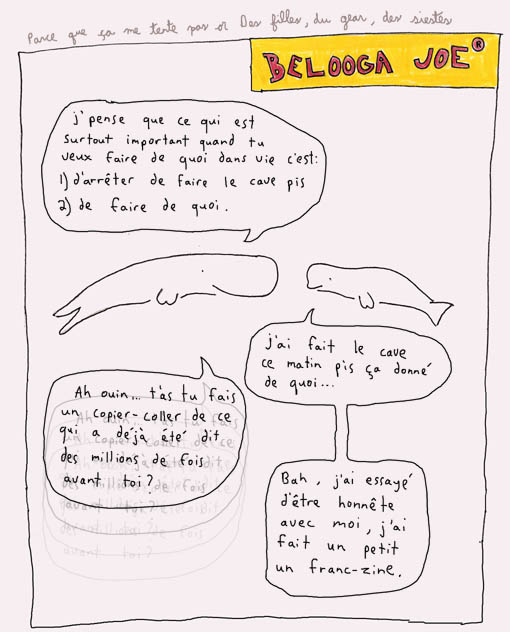 Parce que ça me tente pas or Des filles, du gear, des siestes
BELOOGA JOE®
j'pense que ce qui est
surtout important quand tu
veux faire de quoi dans vie c'est:
1) d'arrêter de faire le cave pis
2) de faire de quoi.
j'ai fait le cave
ce matin pis ça donné
de quoi...
Ah ouin... t'as tu fais
un copier-coller de ce
qui a déjà été dit
des millions de fois
avant toi?
Bah, j'ai essayé
d'être honnête
avec moi, j'ai
fait un petit
un franc-zine.